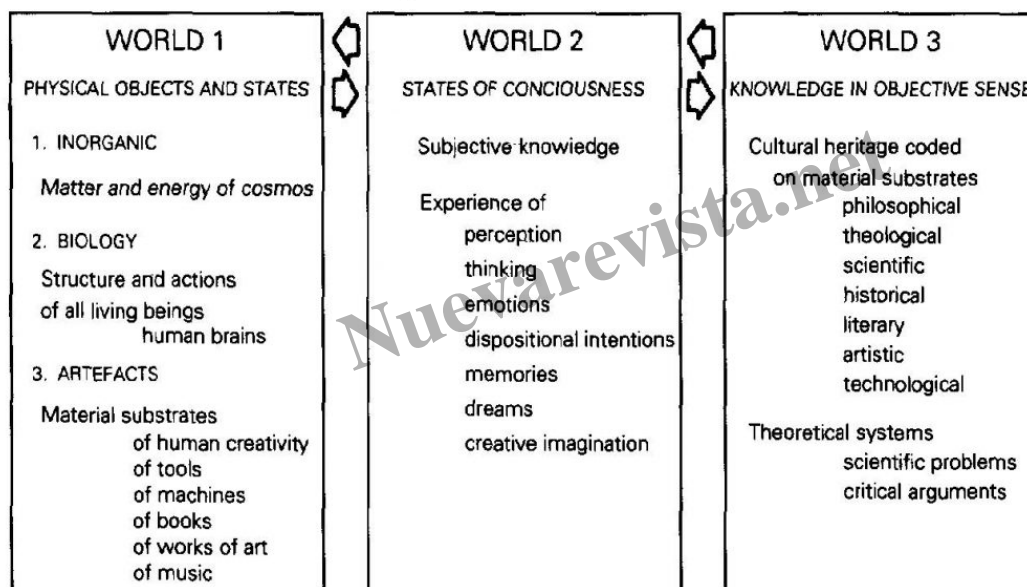 WORLD 1
PHYSICAL OBJECTS AND STATES
1. INORGANIC
Matter and energy of cosmos
2. BIOLOGY
Structure and actions
of all living beings
human brains
3. ARTEFACTS
Material substrates
of human creativity
of tools
of machines
of books
of works of art
of music
WORLD 2
STATES OF CONCIOUSNESS
Subjective knowiedge
Experience of
perception
thinking
emotions
dispositional intentions
memories
dreams
creative imagination
WORLD 3
KNOWLEDGE IN OBJECTIVE SENSE
Cultural heritage coded
on material substrates
philosophical
theological
scientific
historical
literary
artistic
technological
Theoretical systems
scientific problems
critical arguments
Nuevarevista.net